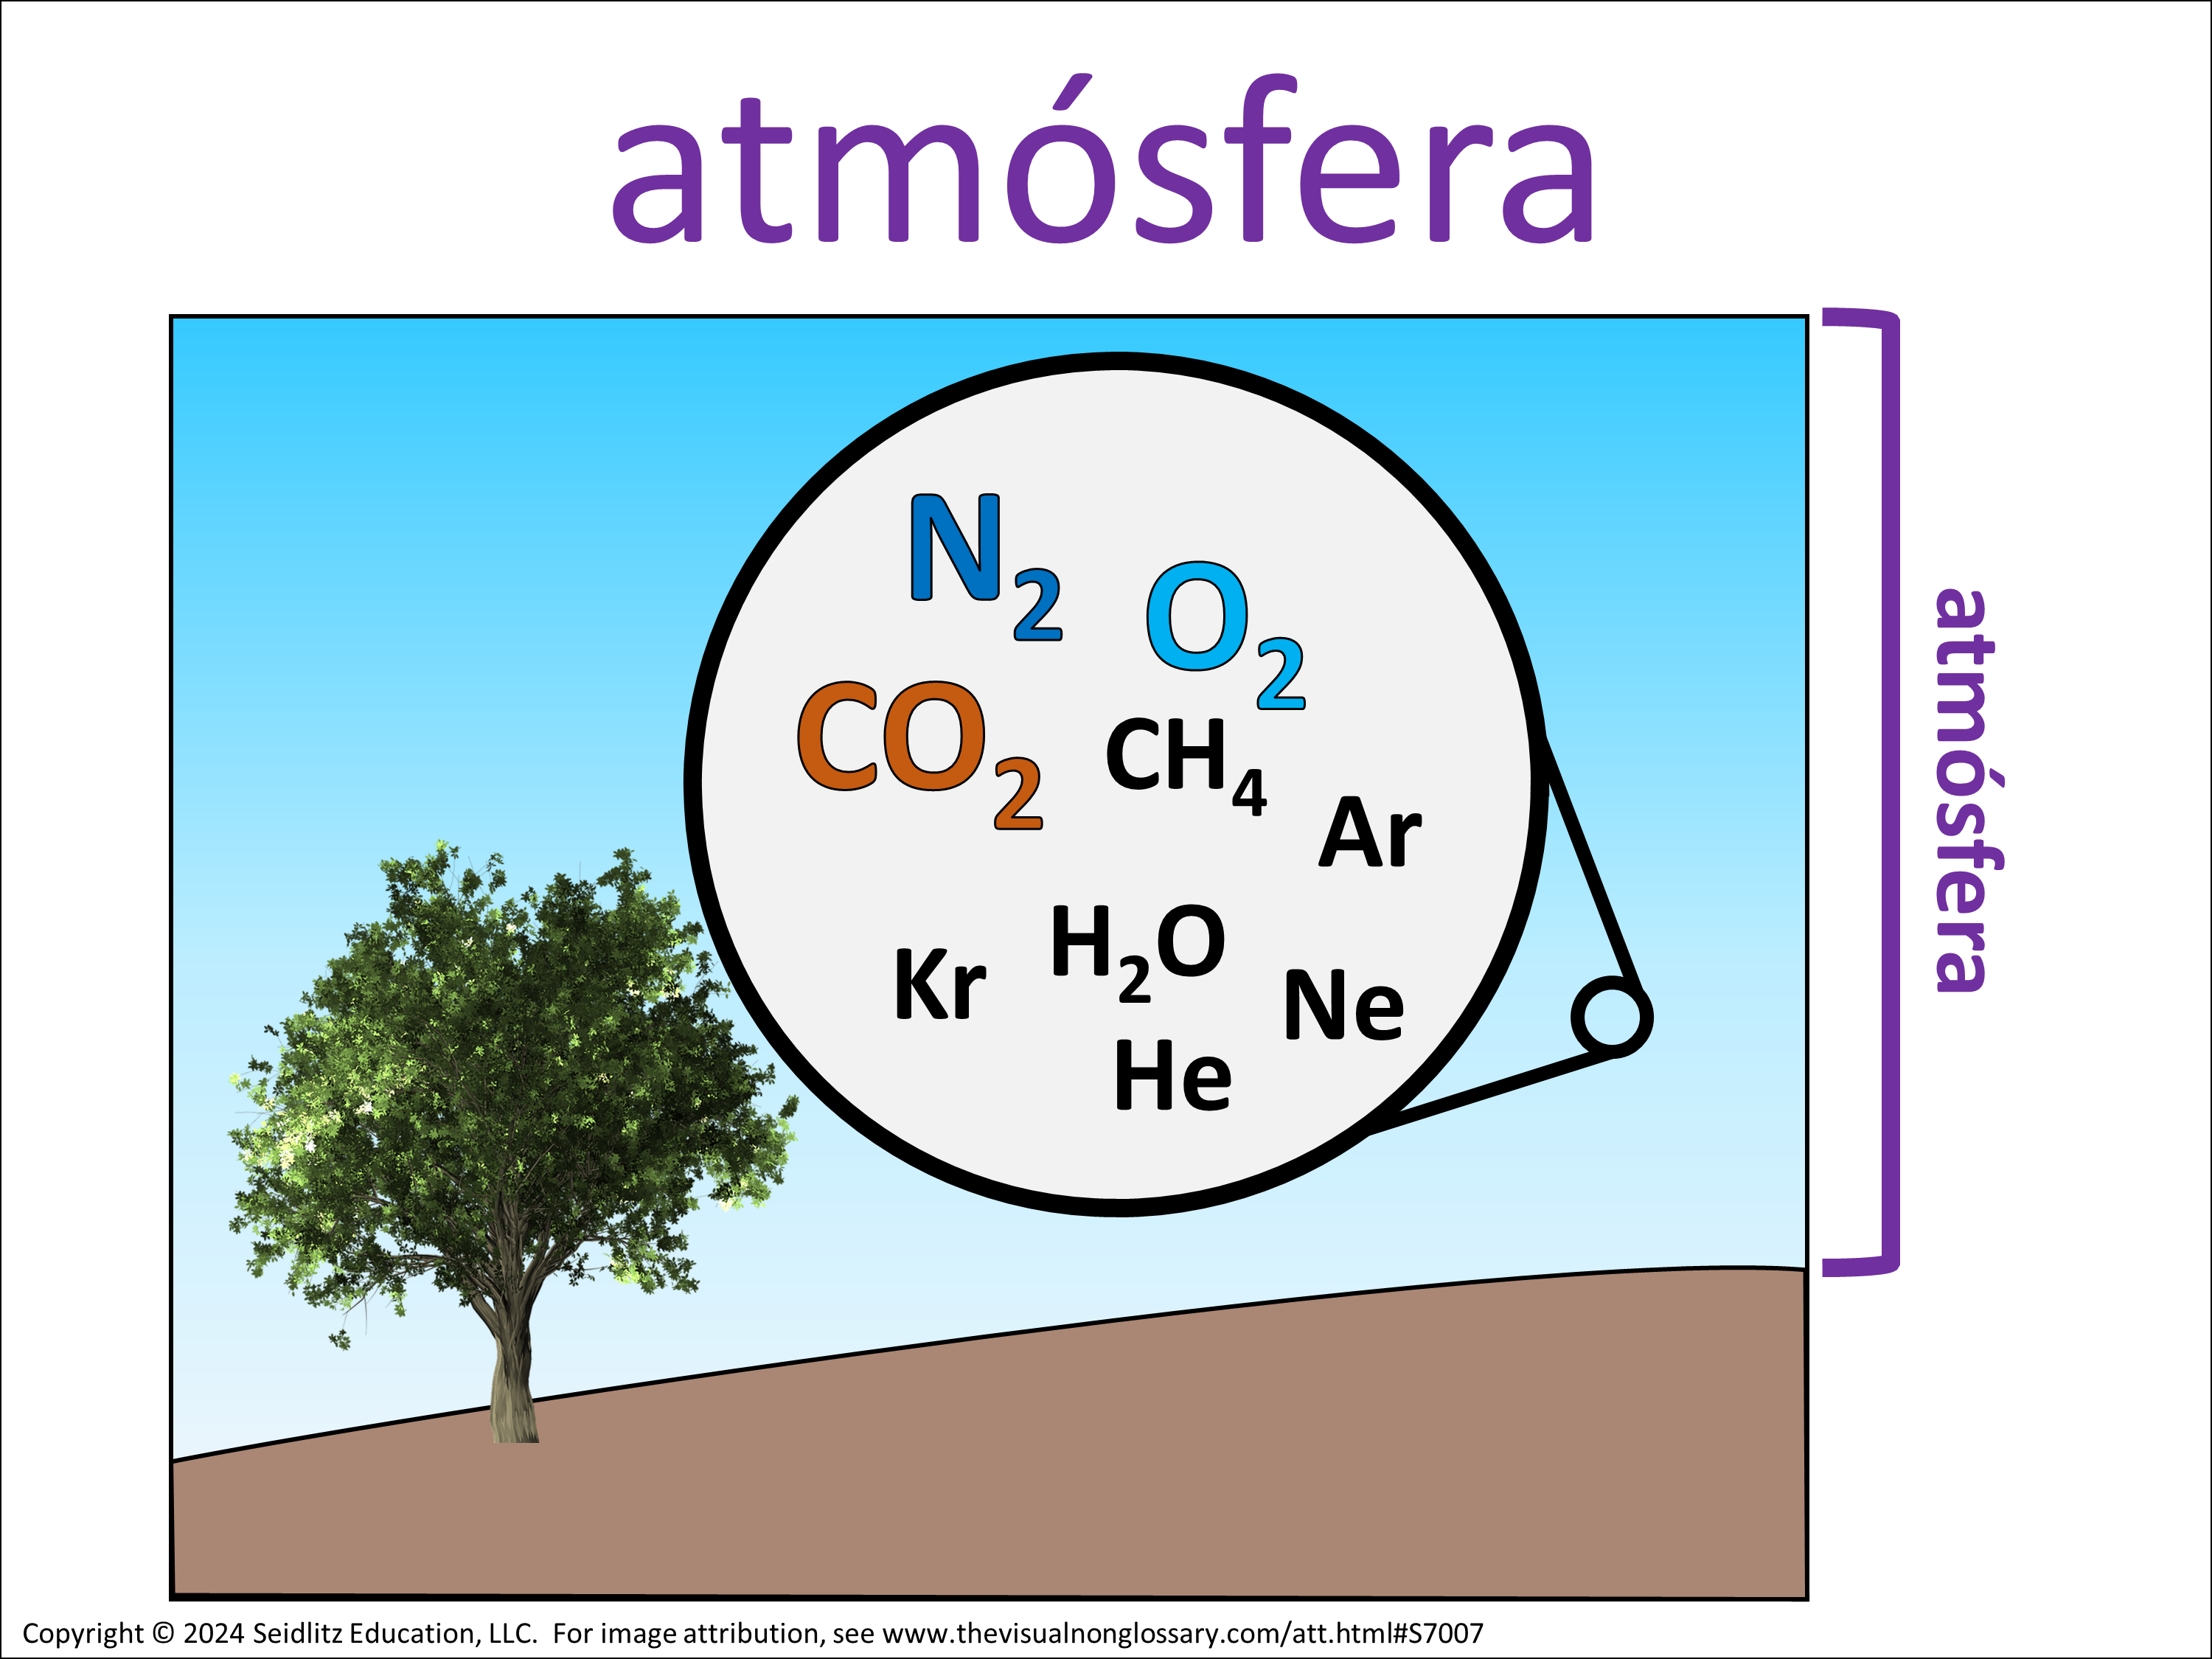 atmósfera
N₂
O₂
CO₂
CH₄
Ar
H₂O
Kr
Ne
He
atmósfera
Copyright © 2024 Seidlitz Education, LLC.  For image attribution, see www.thevisualnonglossary.com/att.html#S7007